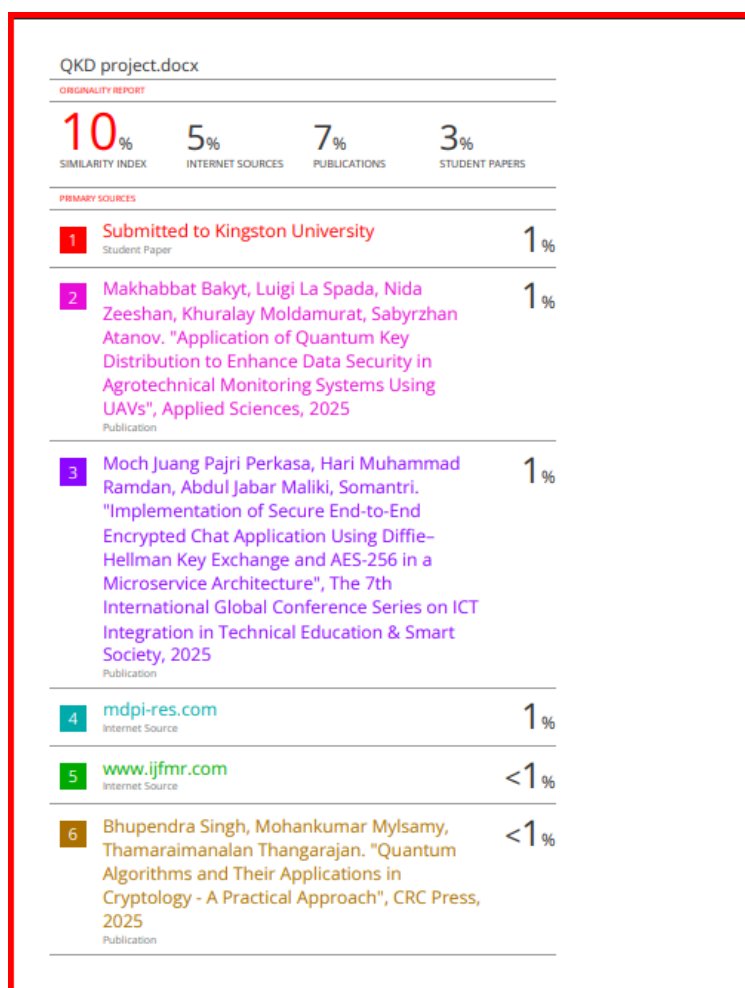 QKD project.docx
ORIGINALITY REPORT
10% 5% 7% 3%
SIMILARITY INDEX INTERNET SOURCES PUBLICATIONS STUDENT PAPERS
PRIMARY SOURCES
1 Submitted to Kingston University 1%
Student Paper
2 Makhabbat Bakyt, Luigi La Spada, Nida 1%
Zeeshan, Khuralay Moldamurat, Sabyrzhan
Atanov. "Application of Quantum Key
Distribution to Enhance Data Security in
Agrotechnical Monitoring Systems Using
UAVs", Applied Sciences, 2025
Publication
3 Moch Juang Pajri Perkasa, Hari Muhammad 1%
Ramdan, Abdul Jabar Maliki, Somantri.
"Implementation of Secure End-to-End
Encrypted Chat Application Using Diffie–
Hellman Key Exchange and AES-256 in a
Microservice Architecture", The 7th
International Global Conference Series on ICT
Integration in Technical Education & Smart
Society, 2025
Publication
4 mdpi-res.com 1%
Internet Source
5 www.ijfmr.com <1%
Internet Source
6 Bhupendra Singh, Mohankumar Mylsamy, <1%
Thamaraimanalan Thangarajan. "Quantum
Algorithms and Their Applications in
Cryptology - A Practical Approach", CRC Press,
2025
Publication